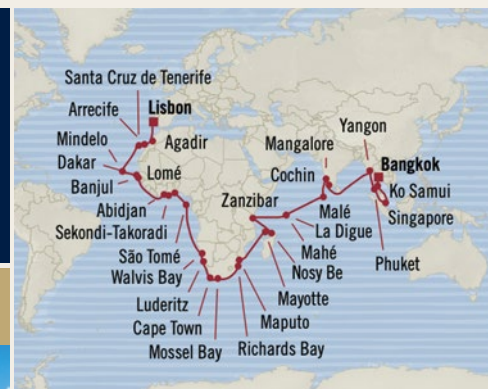 Santa Cruz de Tenerife
Arrecife
Lisbon
Mindelo
Agadir
Dakar
Banjul
Lomé
Abidjan
Sekondi-Takoradi
São Tomé
Walvis Bay
Luderitz
Cape Town
Mossel Bay
Richards Bay
Maputo
Mayotte
Nosy Be
Mahé
La Digue
Zanzibar
Malé
Cochin
Mangalore
Yangon
Bangkok
Ko Samui
Singapore
Phuket